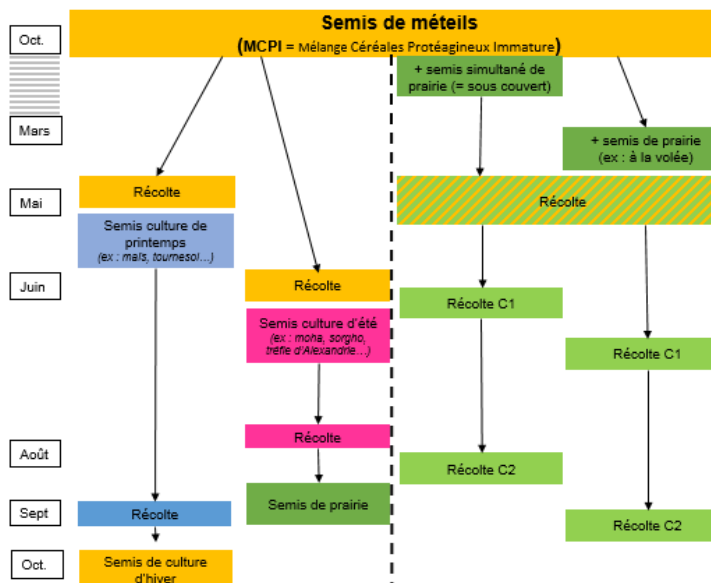 Semis de méteils
(MCPI = Mélange Céréales Protéagineux Immature)
Oct.
+ semis simultané de
prairie (= sous couvert)
Mars
+ semis de prairie
(ex : à la volée)
Mai
Récolte
Récolte
Semis culture de
printemps
(ex : maïs, tournesol...)
Juin
Récolte
Récolte C1
Semis culture d'été
(ex : moha, sorgho,
trèfle d'Alexandrie...)
Récolte C1
Août
Récolte
Récolte C2
Semis de prairie
Sept
Récolte
Récolte C2
Oct.
Semis de culture
d'hiver